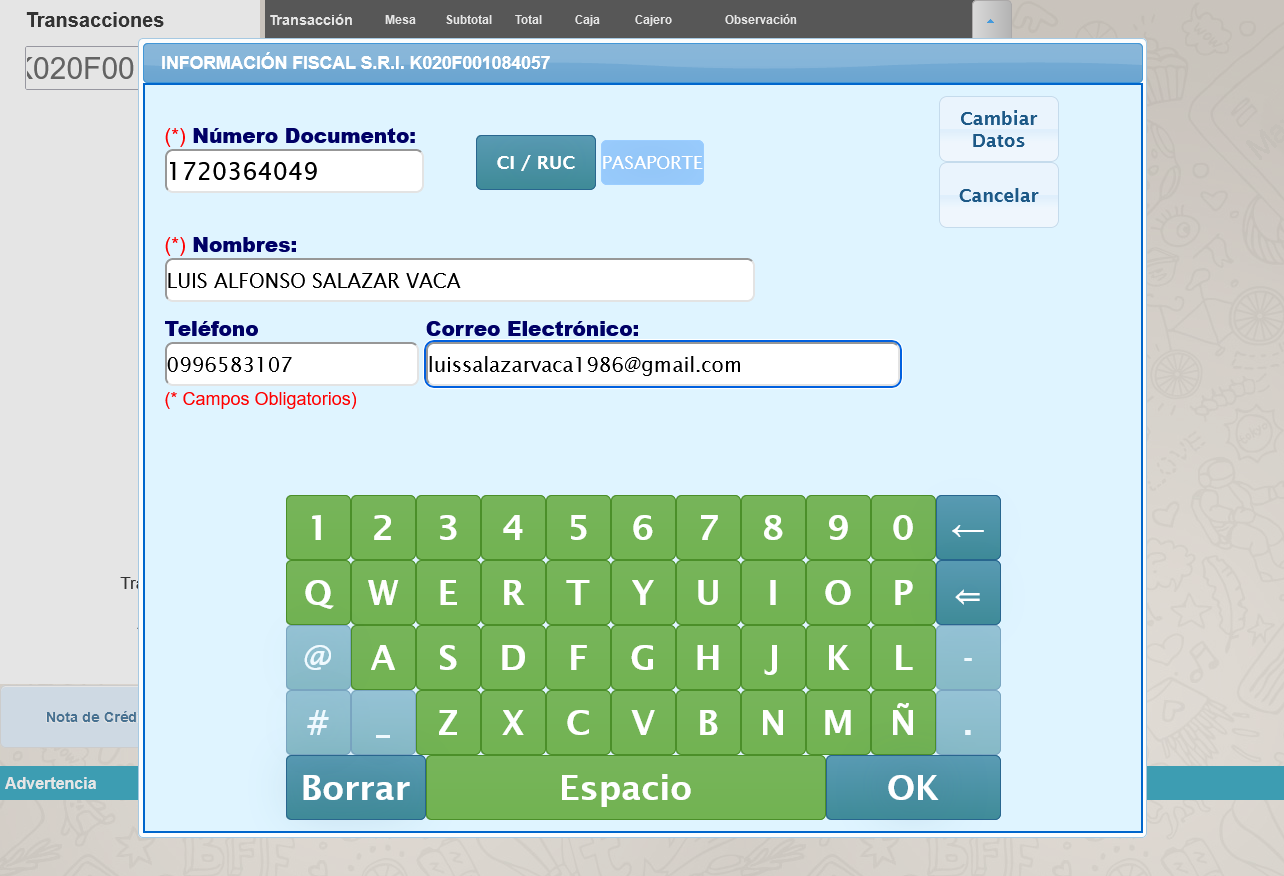 Transacciones
Transacción Mesa Subtotal Total Caja Cajero Observación
K020F00
INFORMACIÓN FISCAL S.R.I. K020F001084057
Cambiar
Datos
Cancelar
(*) Número Documento:
1720364049
CI / RUC
PASAPORTE
(*) Nombres:
LUIS ALFONSO SALAZAR VACA
Teléfono Correo Electrónico:
0996583107 luissalazarvaca1986@gmail.com
(* Campos Obligatorios)
1 2 3 4 5 6 7 8 9 0 ←
Q W E R T Y U I O P ⇐
@ A S D F G H J K L -
# _ Z X C V B N M Ñ .
Borrar Espacio OK
Tra
Nota de Créd
Advertencia